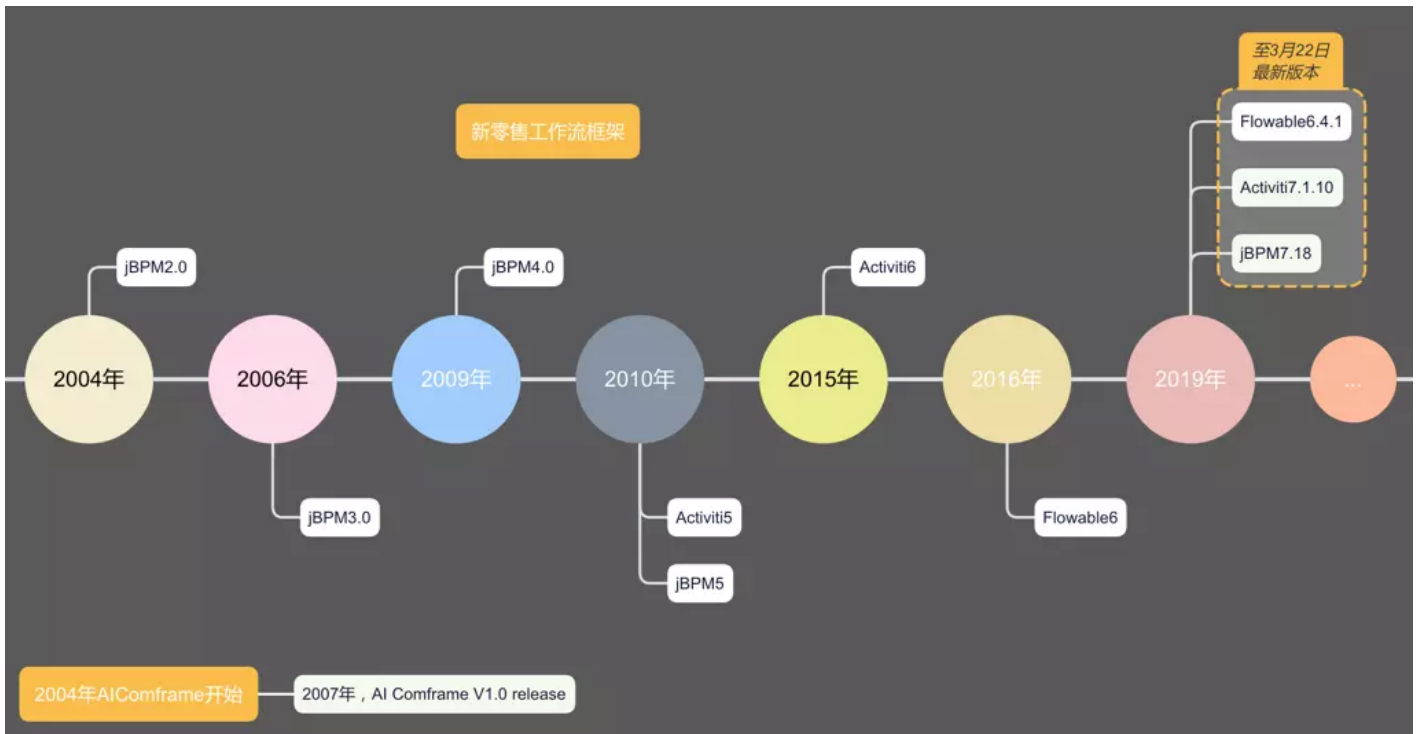 至3月22日
最新版本
新零售工作流框架
Flowable6.4.1
Activiti7.1.10
jBPM7.18
jBPM2.0
jBPM4.0
Activiti6
2004年
2006年
2009年
2010年
2015年
2016年
2019年
...
jBPM3.0
Activiti5
Flowable6
jBPM5
2004年AIComframe开始
2007年，AI Comframe V1.0 release